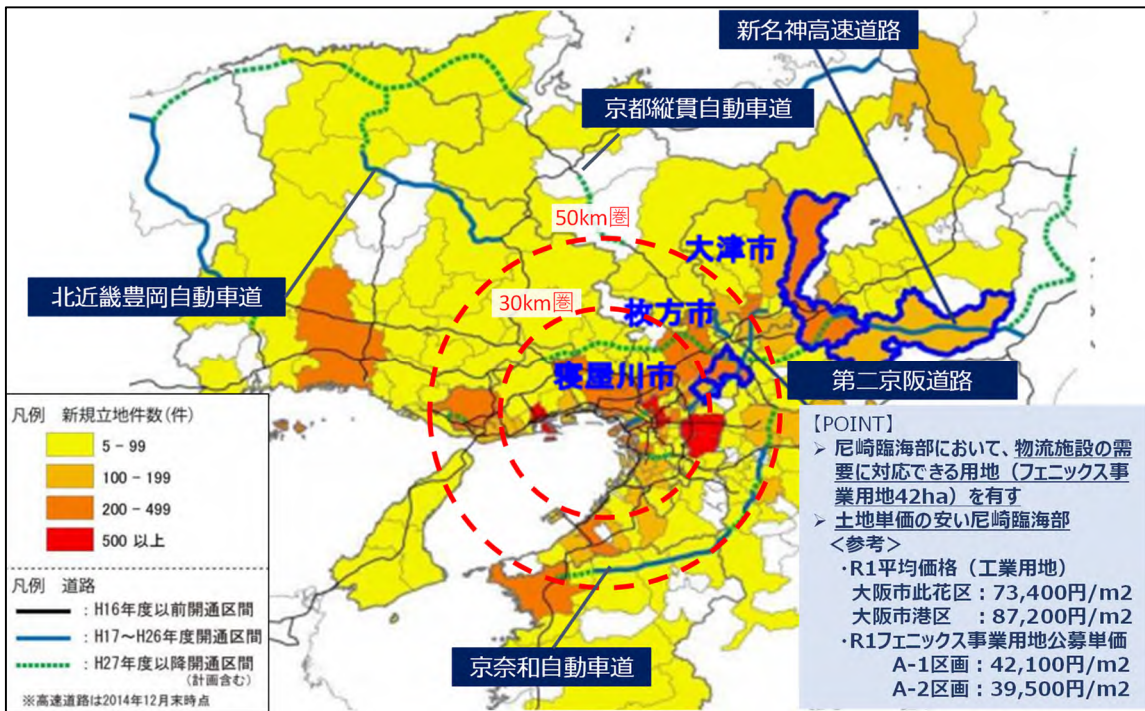 新名神高速道路
京都縦貫自動車道
50km圏
大津市
北近畿豊岡自動車道
30km圏
枚方市
寝屋川市
第二京阪道路
凡例 新規立地件数(件)
5 - 99
100 - 199
200 - 499
500 以上
凡例 道路
：H16年度以前開通区間
：H17～H26年度開通区間
：H27年度以降開通区間
(計画含む)
※高速道路は2014年12月末時点
京奈和自動車道
【POINT】
➢ 尼崎臨海部において、物流施設の需
要に対応できる用地（フェニックス事
業用地42ha）を有す
➢ 土地単価の安い尼崎臨海部
＜参考＞
・R1平均価格（工業用地）
大阪市此花区：73,400円/m2
大阪市港区 ：87,200円/m2
・R1フェニックス事業用地公募単価
A-1区画：42,100円/m2
A-2区画：39,500円/m2